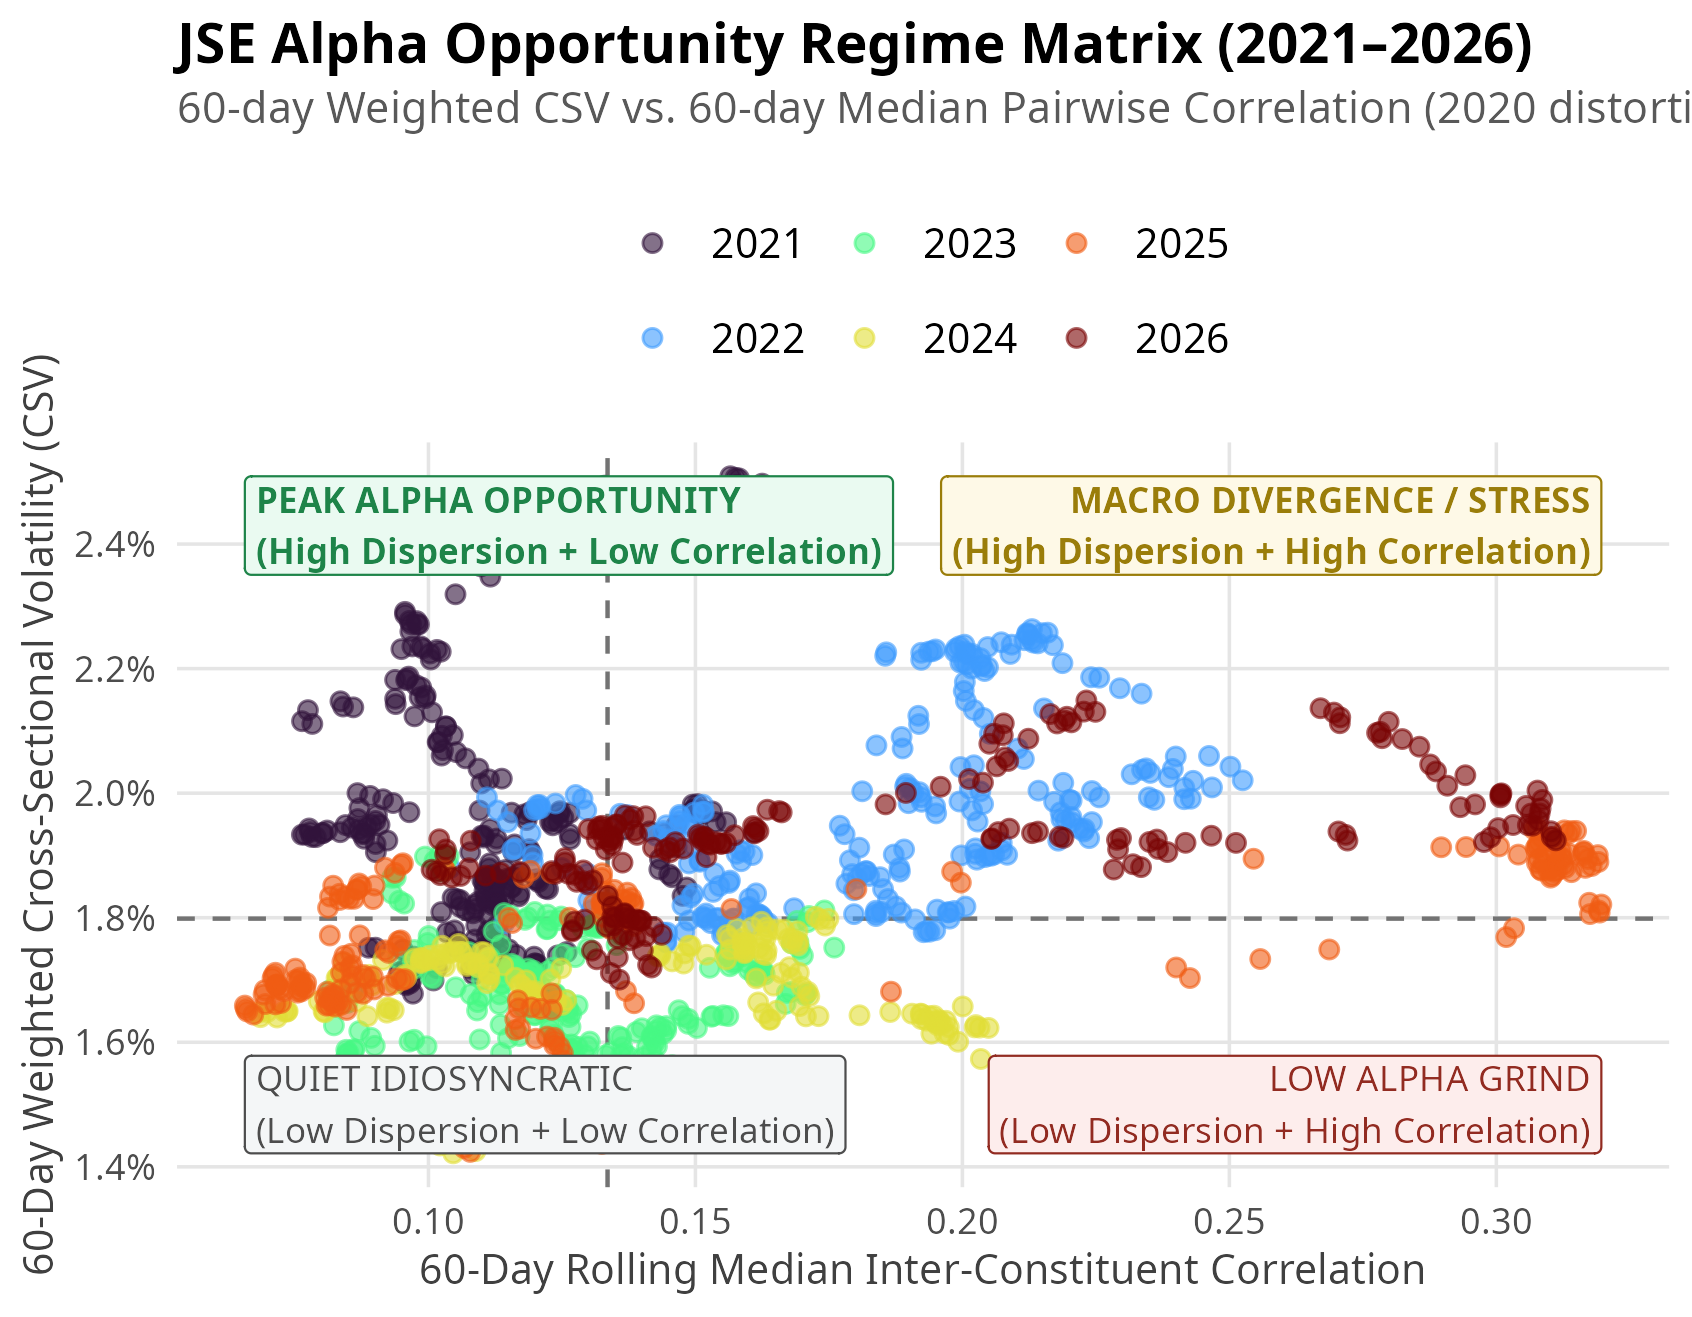 JSE Alpha Opportunity Regime Matrix (2021–2026)
60-day Weighted CSV vs. 60-day Median Pairwise Correlation (2020 distorti
2021
2023
2025
2022
2024
2026
60-Day Weighted Cross-Sectional Volatility (CSV)
PEAK ALPHA OPPORTUNITY
(High Dispersion + Low Correlation)
MACRO DIVERGENCE / STRESS
(High Dispersion + High Correlation)
2.4%
2.2%
2.0%
1.8%
1.6%
1.4%
QUIET IDIOSYNCRATIC
(Low Dispersion + Low Correlation)
LOW ALPHA GRIND
(Low Dispersion + High Correlation)
0.10
0.15
0.20
0.25
0.30
60-Day Rolling Median Inter-Constituent Correlation